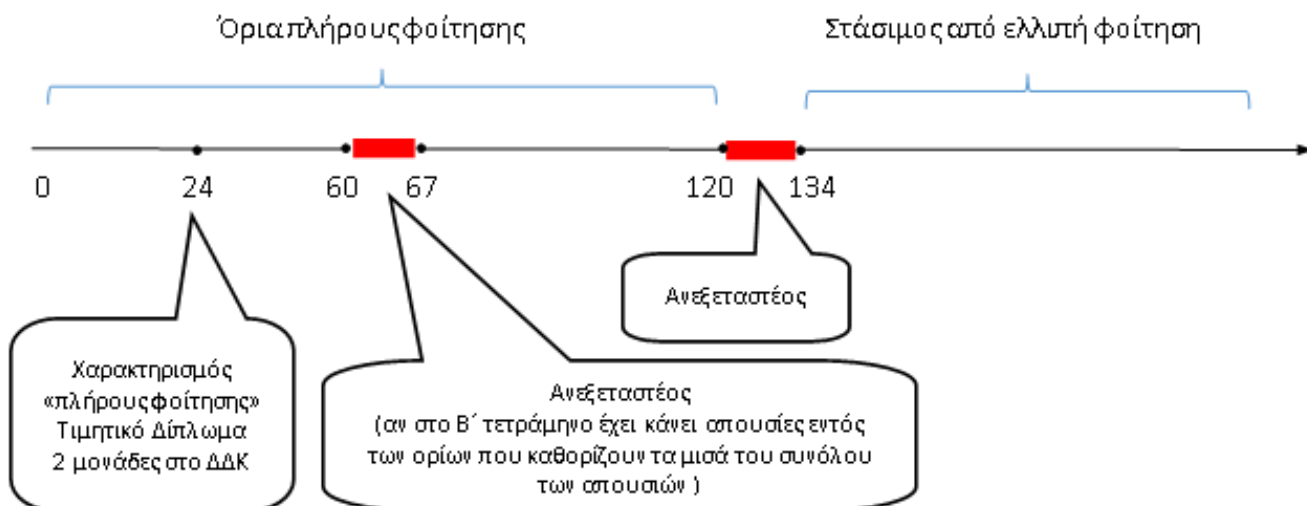 Όρια πλήρους φοίτησης
Στάσιμος από ελλιπή φοίτηση
0 24 60 67 120 134
Ανεξεταστέος
Χαρακτηρισμός
«πλήρους φοίτησης»
Τιμητικό Δίπλωμα
2 μονάδες στο ΔΔΚ
Ανεξεταστέος
(αν στο Β΄ τετράμηνο έχει κάνει απουσίες εντός
των ορίων που καθορίζουν τα μισά του συνόλου
των απουσιών )